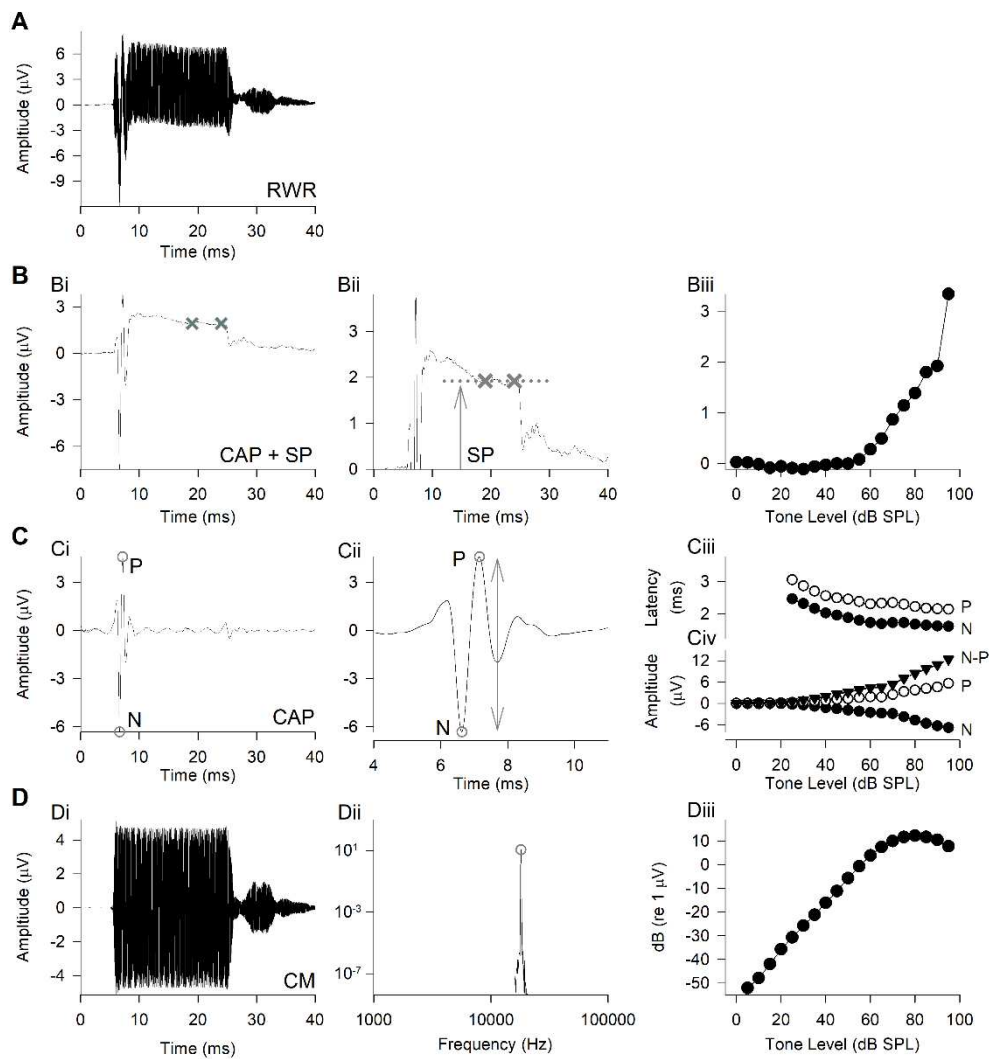 A
Ampltiude (μV)
6
3
0
-3
-6
-9
RWR
0 10 20 30 40
Time (ms)
B
Bi
Ampltiude (μV)
3
0
-3
-6
CAP + SP
0 10 20 30 40
Time (ms)
Bii
3
2
1
0
SP
0 10 20 30 40
Time (ms)
Biii
3
2
1
0
0 20 40 60 80 100
Tone Level (dB SPL)
C
Ci
Ampltiude (μV)
3
0
-3
-6
P
N
CAP
0 10 20 30 40
Time (ms)
Cii
3
0
-3
-6
P
N
4 6 8 10
Time (ms)
Ciii
Latency
(ms)
3
2
P
N
Civ
Ampltiude
(μV)
12
6
0
-6
N-P
P
N
0 20 40 60 80 100
Tone Level (dB SPL)
D
Di
Ampltiude (μV)
4
2
0
-2
-4
CM
0 10 20 30 40
Time (ms)
Dii
10¹
10⁻³
10⁻⁷
1000 10000 100000
Frequency (Hz)
Diii
dB (re 1 μV)
10
0
-10
-20
-30
-40
-50
0 20 40 60 80 100
Tone Level (dB SPL)